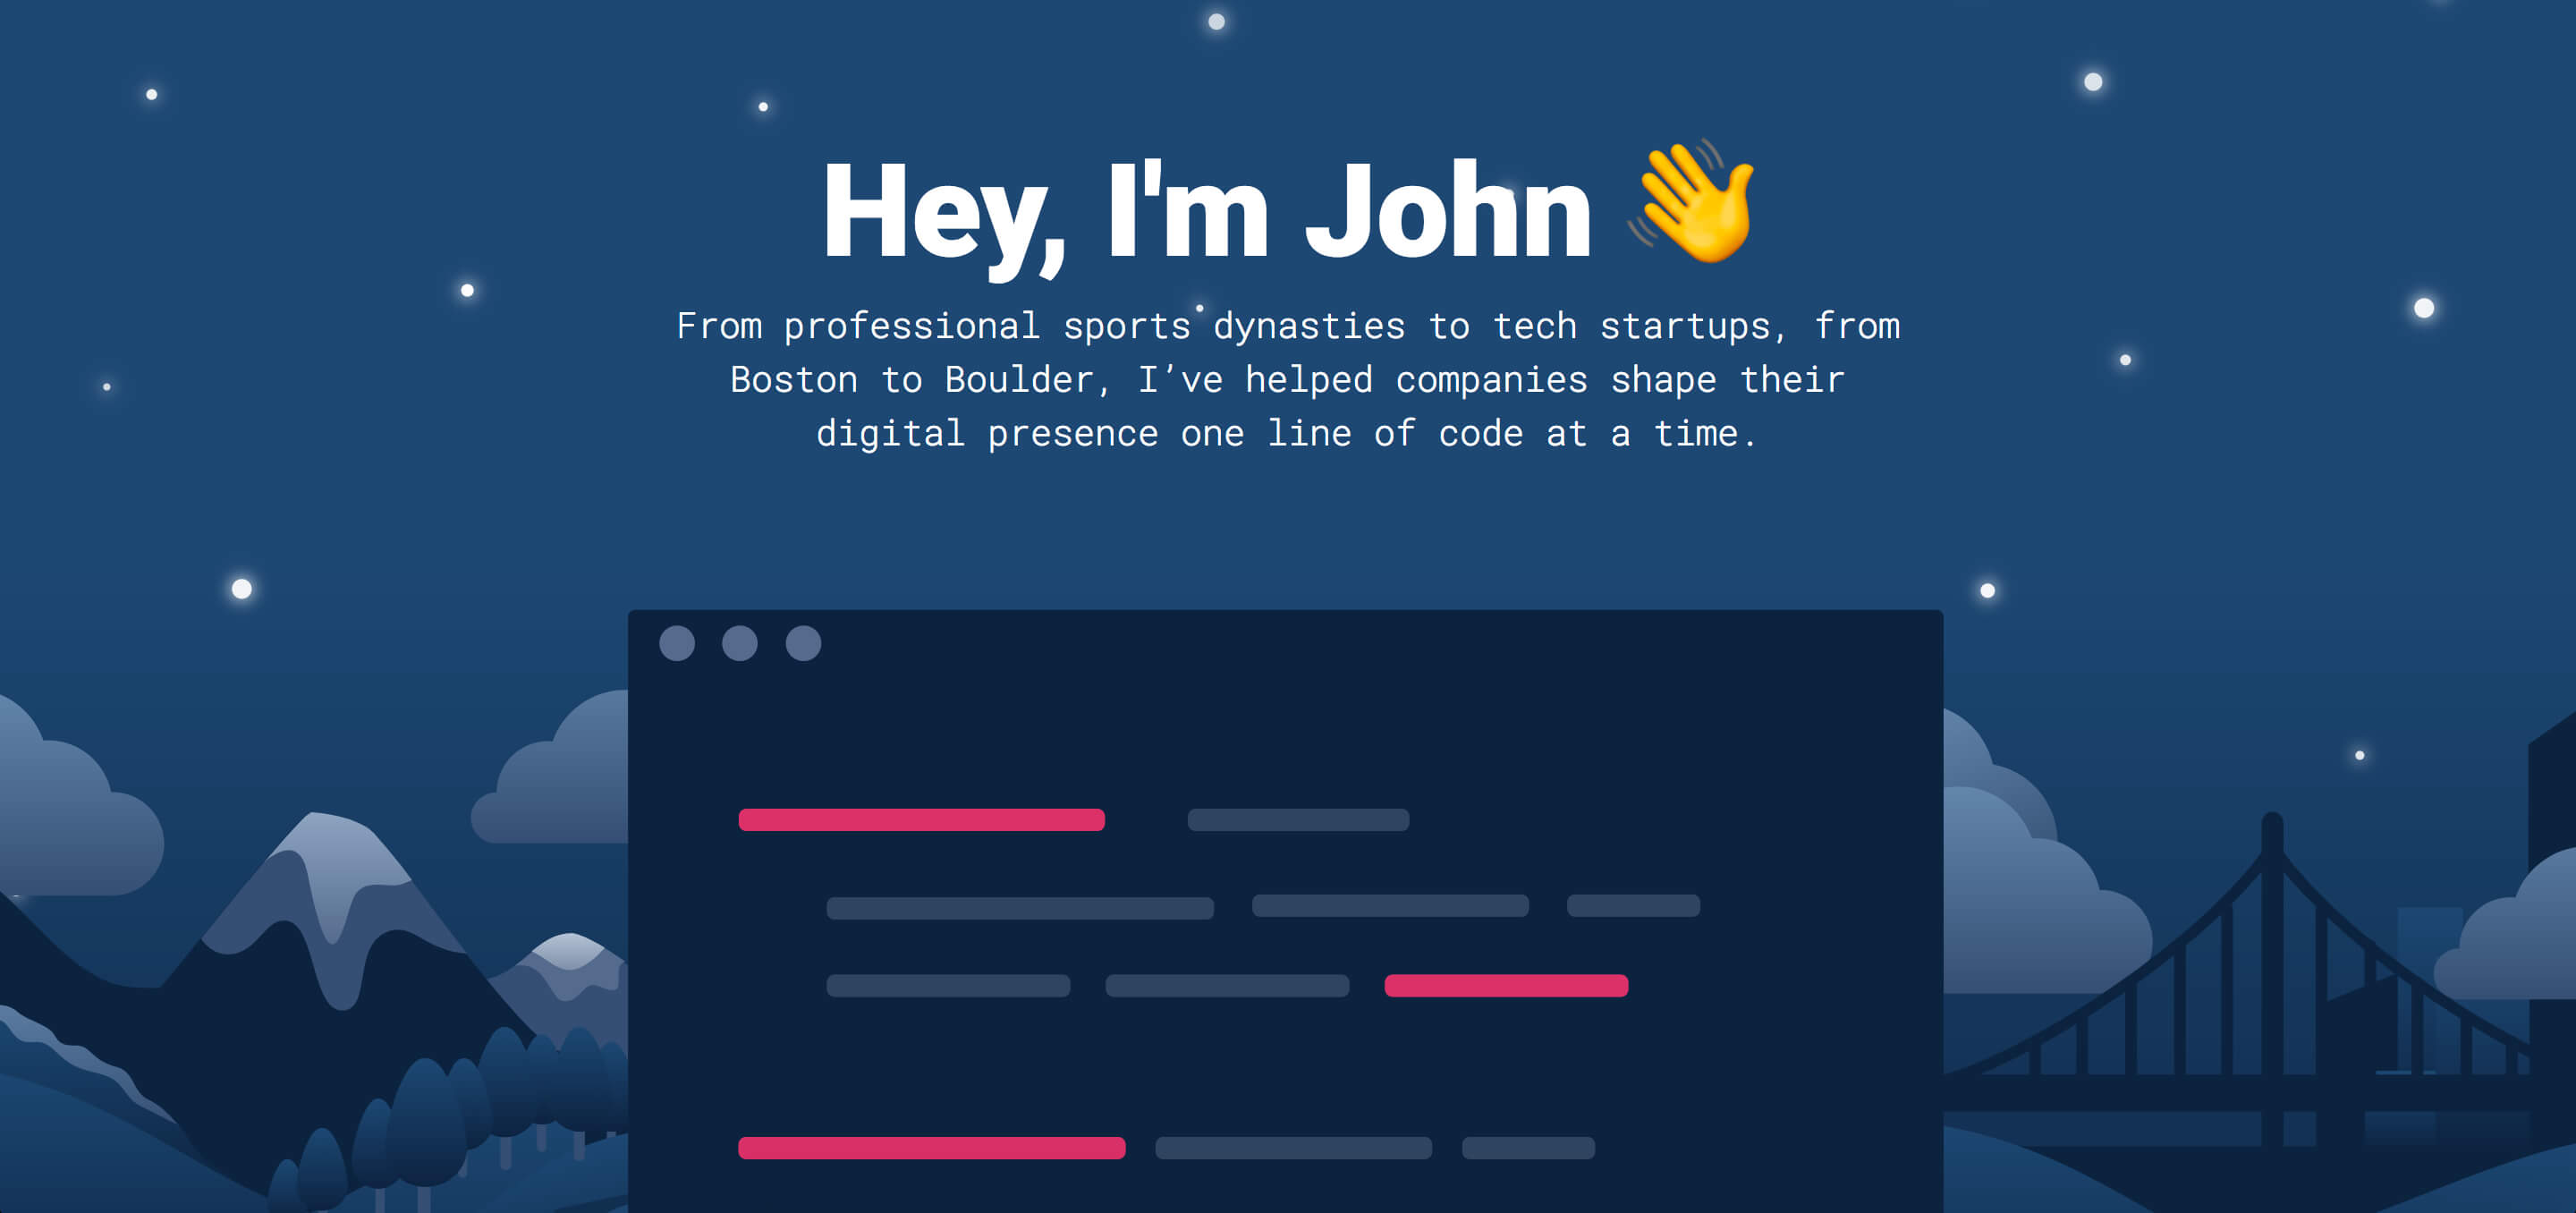 Hey, I'm John 👋
From professional sports dynasties to tech startups, from
Boston to Boulder, I’ve helped companies shape their
digital presence one line of code at a time.